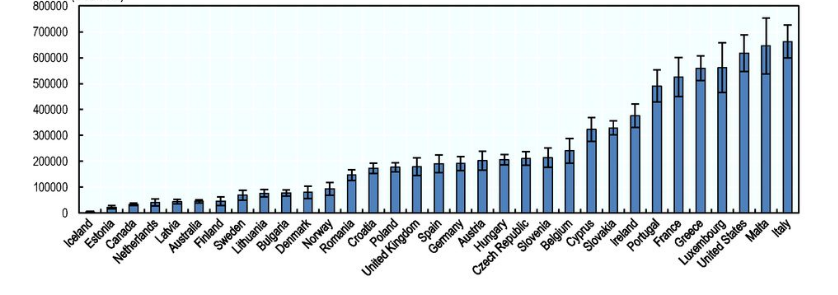 800000
700000
600000
500000
400000
300000
200000
100000
0
Iceland
Estonia
Canada
Netherlands
Latvia
Australia
Finland
Sweden
Lithuania
Bulgaria
Denmark
Norway
Romania
Croatia
Poland
United Kingdom
Spain
Germany
Austria
Hungary
Czech Republic
Slovenia
Belgium
Cyprus
Slovakia
Ireland
Portugal
France
Greece
Luxembourg
United States
Malta
Italy